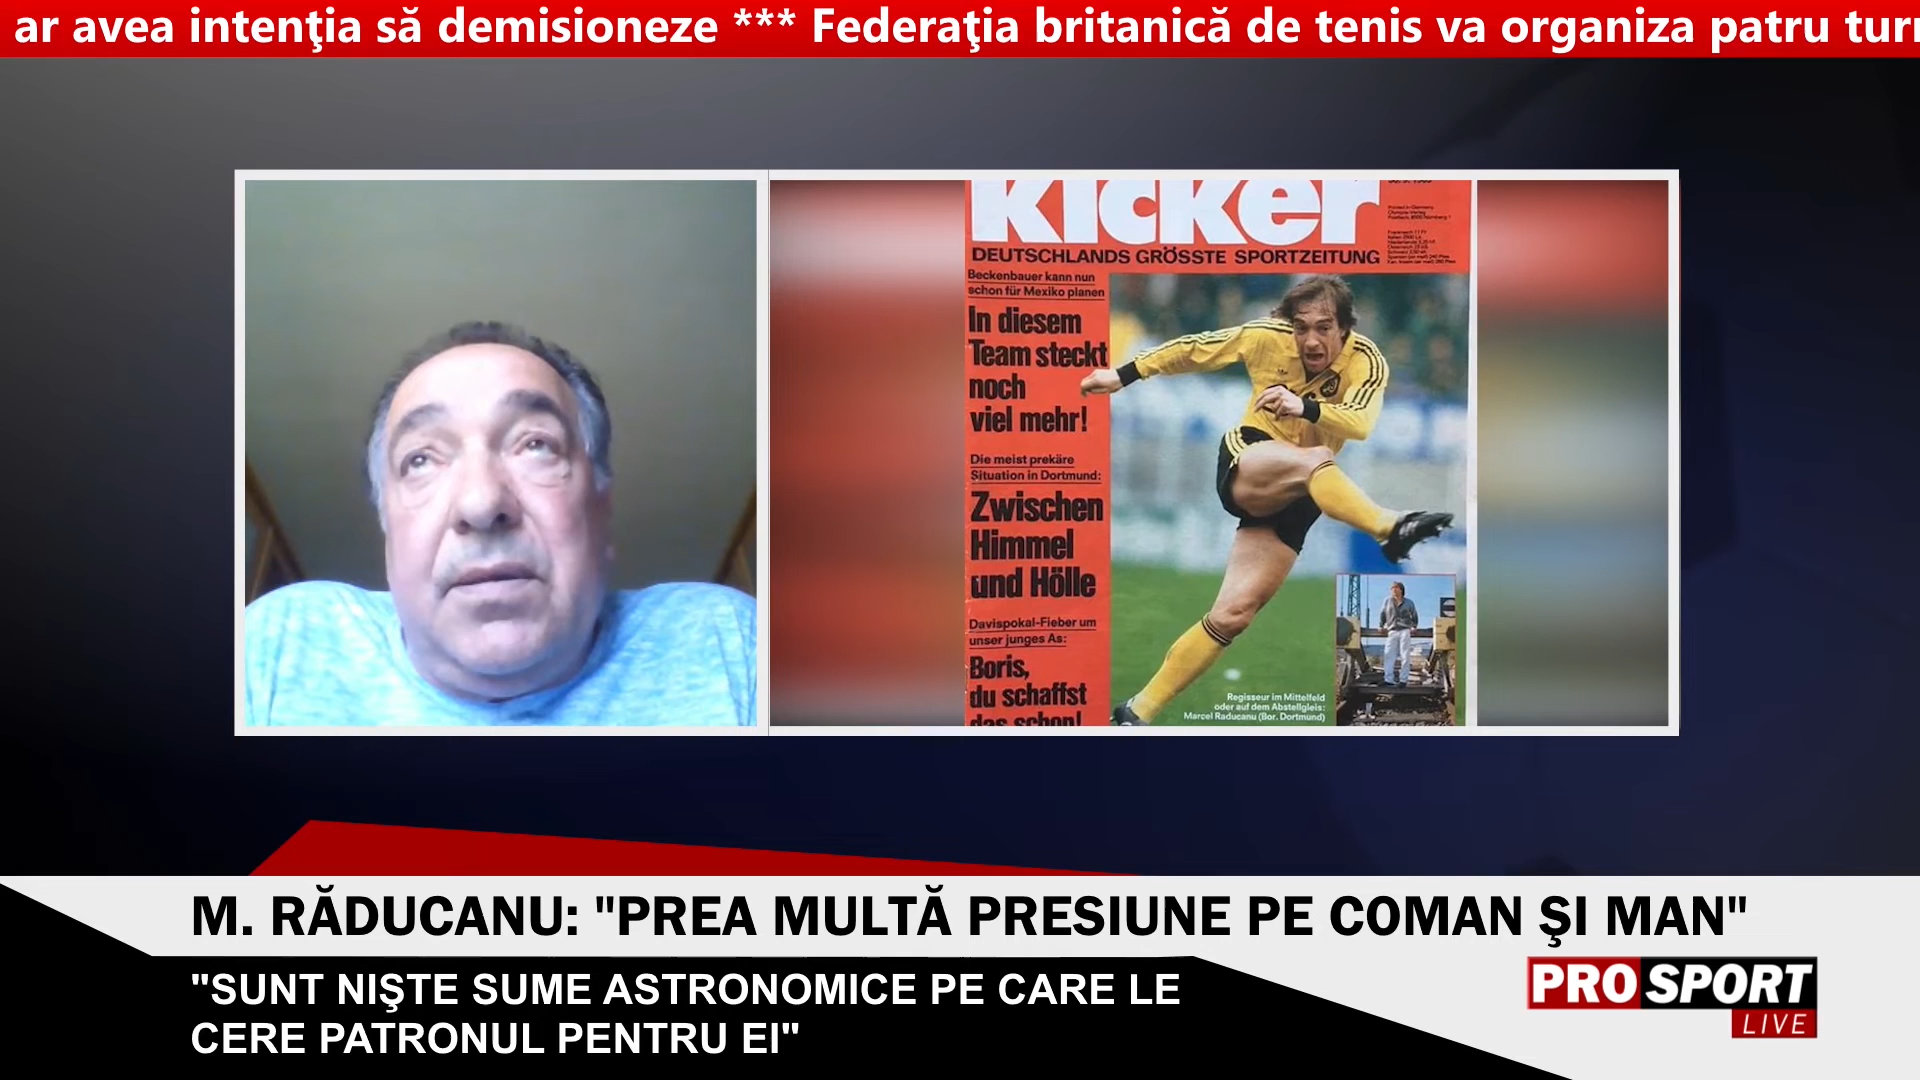 ar avea intenţia să demisioneze *** Federaţia britanică de tenis va organiza patru turn
kicker
DEUTSCHLANDS GRÖSSTE SPORTZEITUNG
Beckenbauer kann nun
schon für Mexiko planen
In diesem
Team steckt
noch
viel mehr!
Die meist prekäre
Situation in Dortmund:
Zwischen
Himmel
und Hölle
Davispokal-Fieber um
unser junges As:
Boris,
du schaffst
das schon!
Regisseur im Mittelfeld
oder auf dem Abstellgleis:
Marcel Raducanu (Bor. Dortmund)
M. RĂDUCANU: "PREA MULTĂ PRESIUNE PE COMAN ŞI MAN"
"SUNT NIŞTE SUME ASTRONOMICE PE CARE LE
CERE PATRONUL PENTRU EI"
PRO SPORT
LIVE